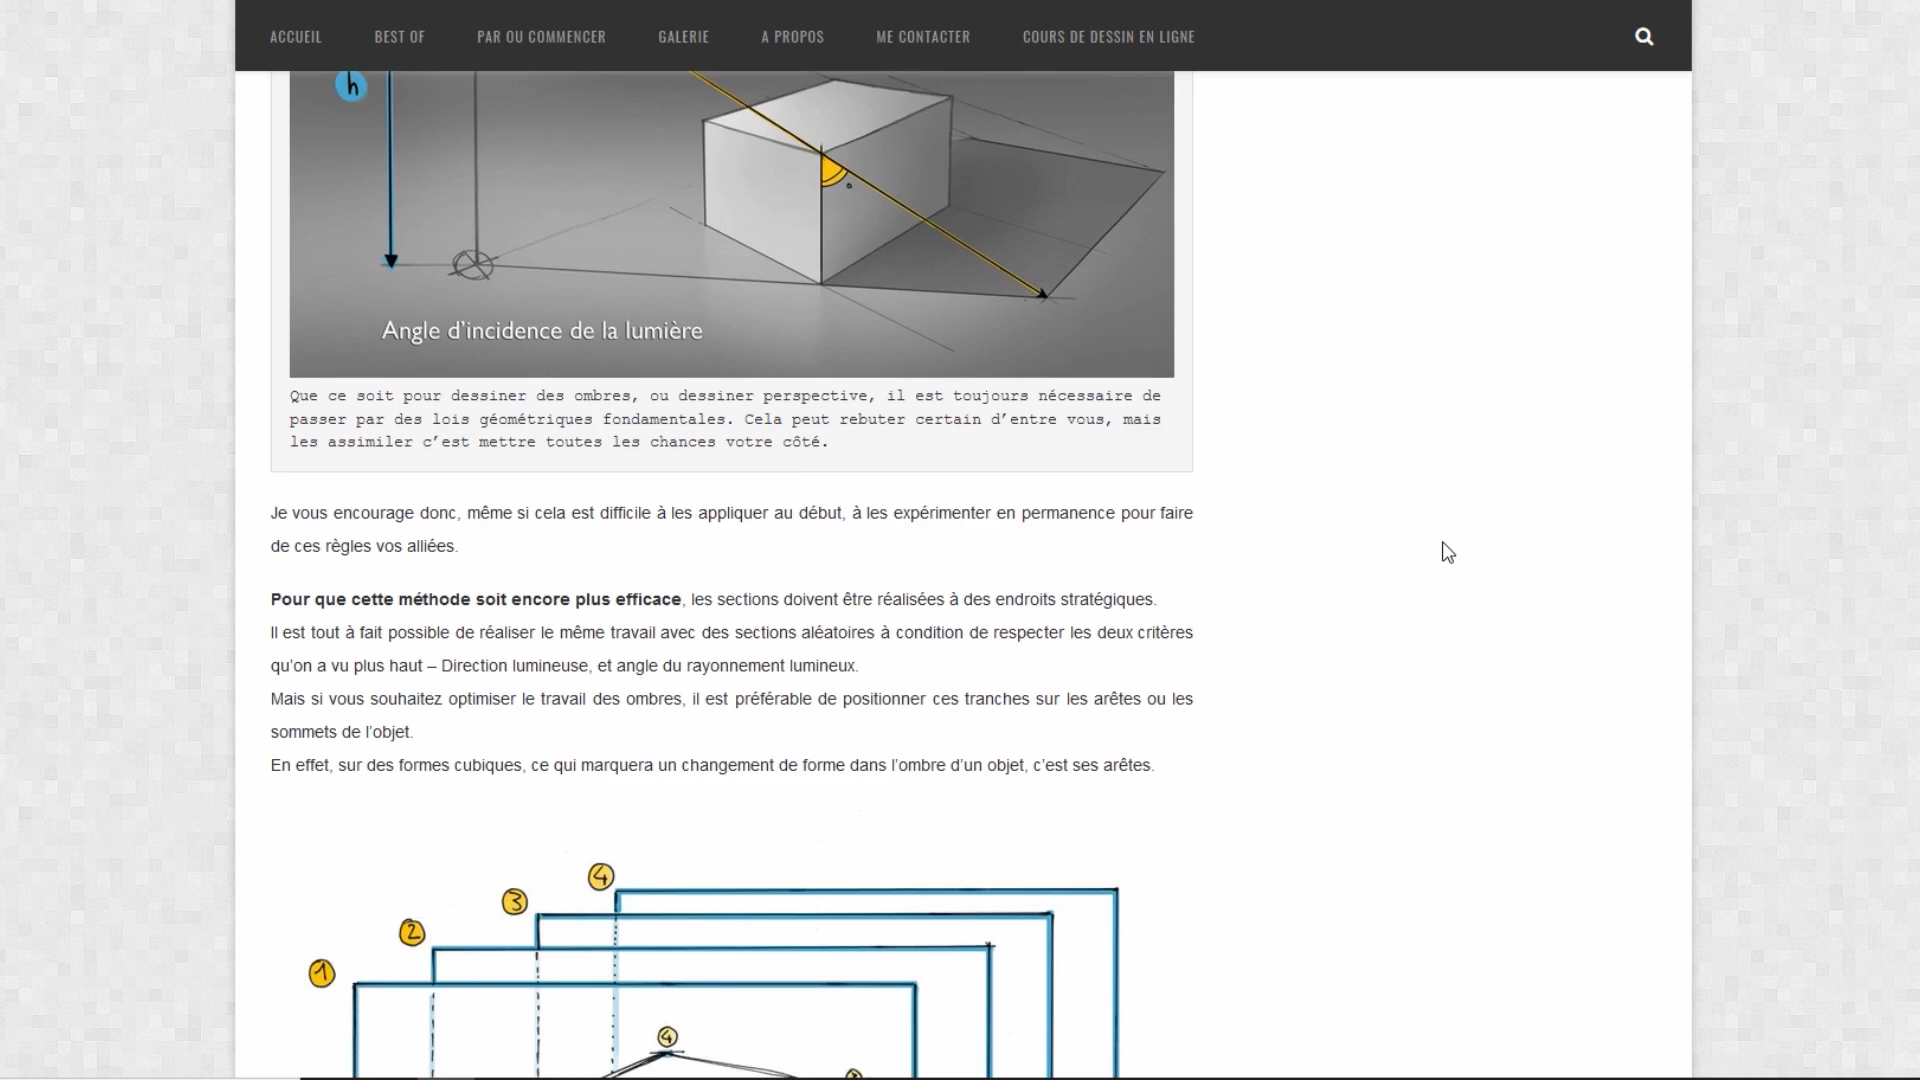 ACCUEIL BEST OF PAR OU COMMENCER GALERIE A PROPOS ME CONTACTER COURS DE DESSIN EN LIGNE
h
Angle d’incidence de la lumière
Que ce soit pour dessiner des ombres, ou dessiner perspective, il est toujours nécessaire de
passer par des lois géométriques fondamentales. Cela peut rebuter certain d’entre vous, mais
les assimiler c’est mettre toutes les chances votre côté.
Je vous encourage donc, même si cela est difficile à les appliquer au début, à les expérimenter en permanence pour faire
de ces règles vos alliées.
Pour que cette méthode soit encore plus efficace, les sections doivent être réalisées à des endroits stratégiques.
Il est tout à fait possible de réaliser le même travail avec des sections aléatoires à condition de respecter les deux critères
qu’on a vu plus haut – Direction lumineuse, et angle du rayonnement lumineux.
Mais si vous souhaitez optimiser le travail des ombres, il est préférable de positionner ces tranches sur les arêtes ou les
sommets de l’objet.
En effet, sur des formes cubiques, ce qui marquera un changement de forme dans l’ombre d’un objet, c’est ses arêtes.
4
3
2
1
4